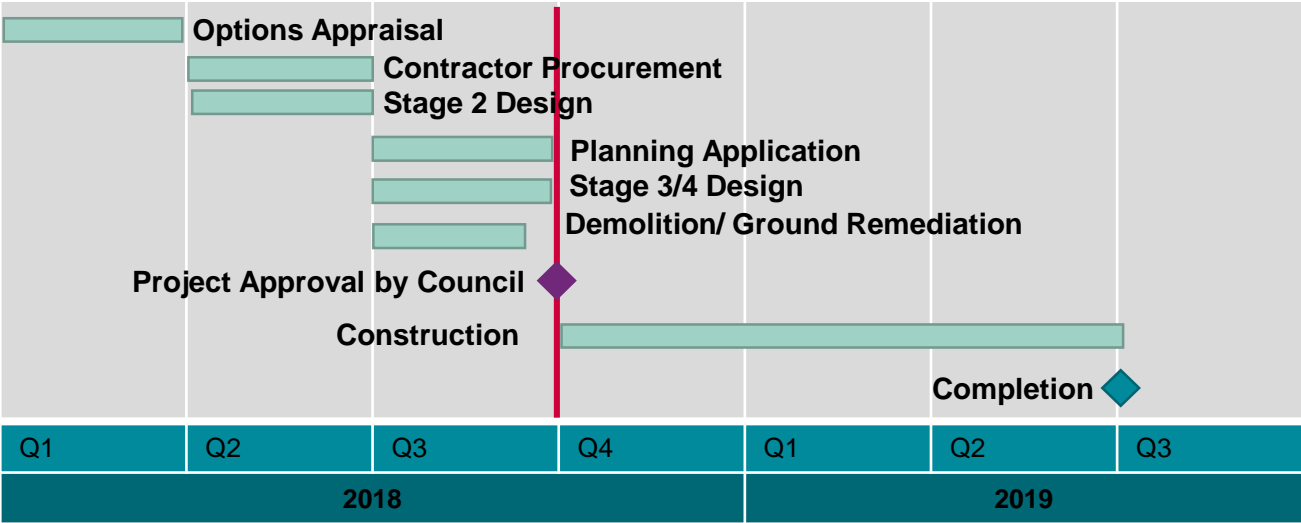 Options Appraisal
Contractor Procurement
Stage 2 Design
Planning Application
Stage 3/4 Design
Demolition/ Ground Remediation
Project Approval by Council
Construction
Completion
Q1 Q2 Q3 Q4 Q1 Q2 Q3
2018 2019